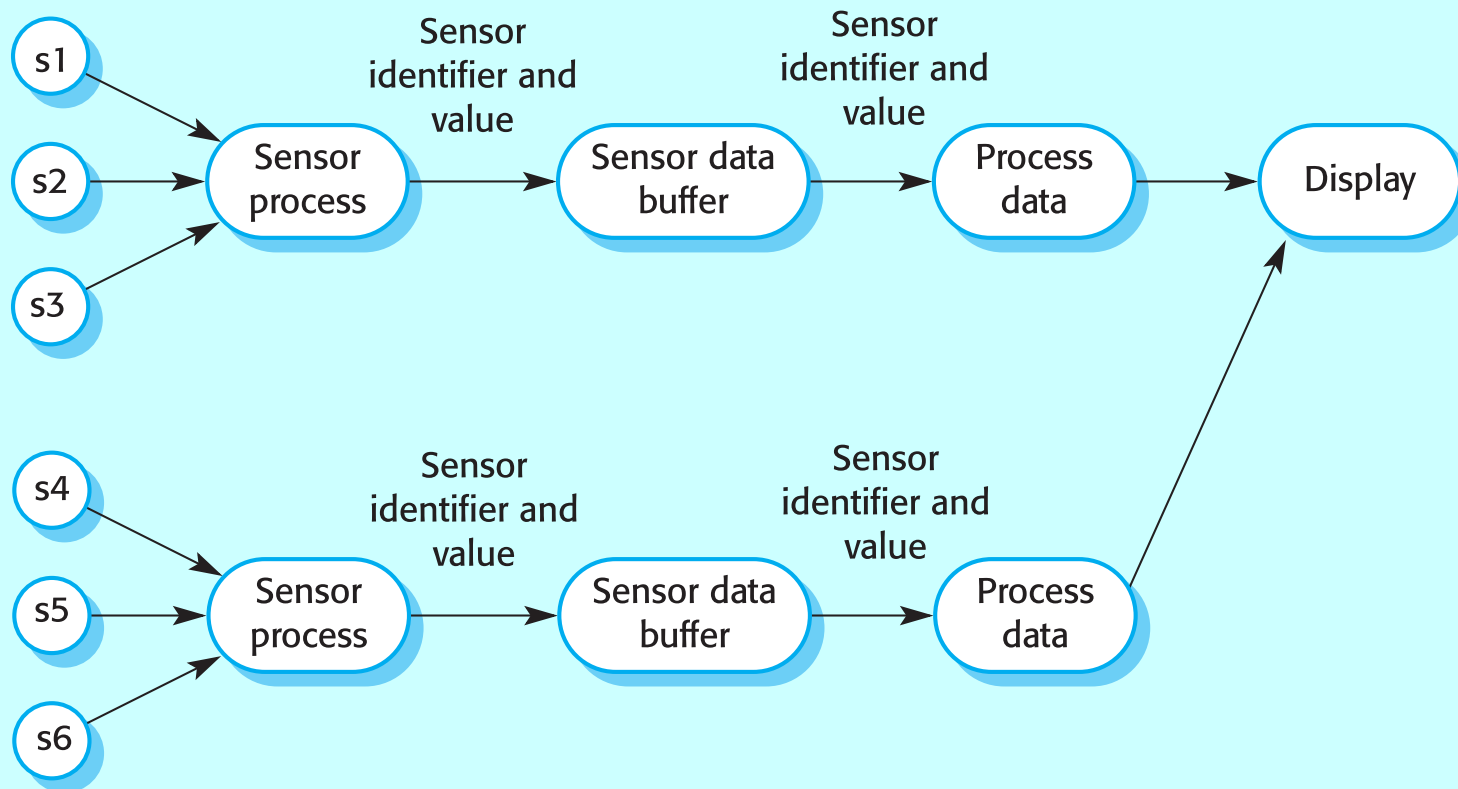 s1
Sensor
identifier and
value
Sensor
identifier and
value
s2
Sensor
process
Sensor data
buffer
Process
data
Display
s3
s4
Sensor
identifier and
value
Sensor
identifier and
value
s5
Sensor
process
Sensor data
buffer
Process
data
s6